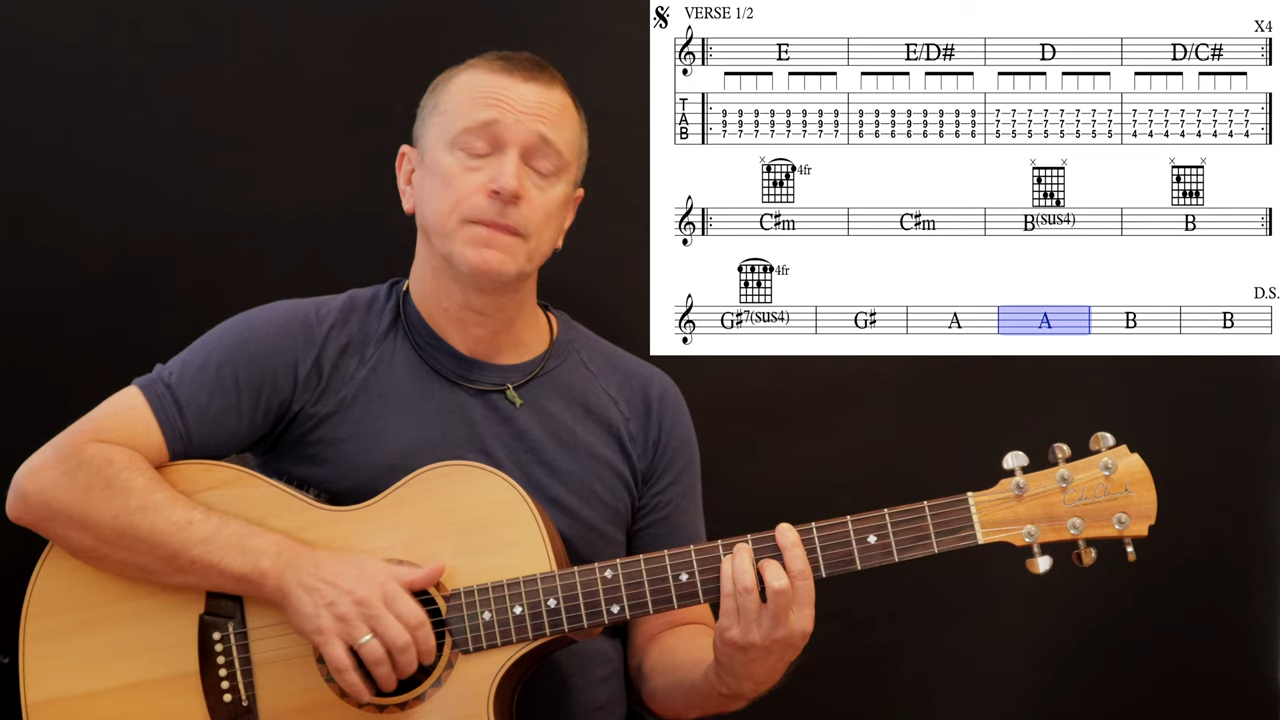 VERSE 1/2
X4
E E/D# D D/C#
T 9 9 9 9 9 9 9 9 9 9 9 9 9 9 9 9 7 7 7 7 7 7 7 7 7 7 7 7 7 7 7 7
A 9 9 9 9 9 9 9 9 9 9 9 9 9 9 9 9 7 7 7 7 7 7 7 7 7 7 7 7 7 7 7 7
B 7 7 7 7 7 7 7 7 6 6 6 6 6 6 6 6 5 5 5 5 5 5 5 5 4 4 4 4 4 4 4 4
x 4fr x x x x
C♯m C♯m B(sus4) B
4fr
D.S.
G♯7(sus4) G♯ A A B B
Cole Clark